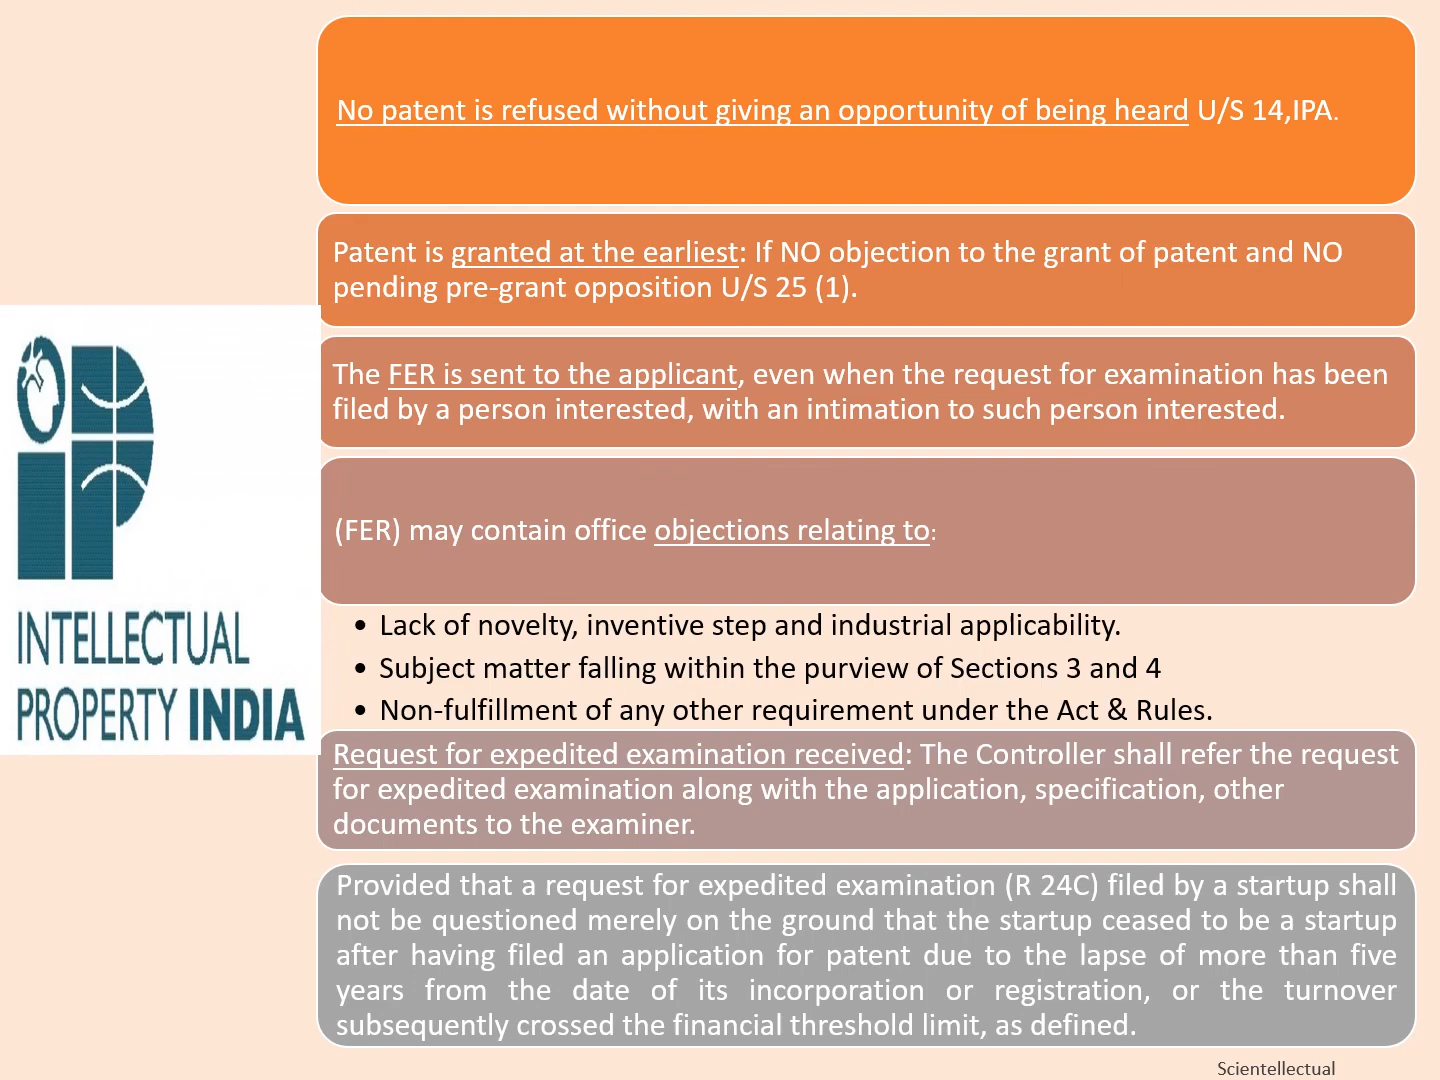 No patent is refused without giving an opportunity of being heard U/S 14,IPA.
Patent is granted at the earliest: If NO objection to the grant of patent and NO
pending pre-grant opposition U/S 25 (1).
The FER is sent to the applicant, even when the request for examination has been
filed by a person interested, with an intimation to such person interested.
(FER) may contain office objections relating to:
• Lack of novelty, inventive step and industrial applicability.
• Subject matter falling within the purview of Sections 3 and 4
• Non-fulfillment of any other requirement under the Act & Rules.
Request for expedited examination received: The Controller shall refer the request
for expedited examination along with the application, specification, other
documents to the examiner.
Provided that a request for expedited examination (R 24C) filed by a startup shall
not be questioned merely on the ground that the startup ceased to be a startup
after having filed an application for patent due to the lapse of more than five
years from the date of its incorporation or registration, or the turnover
subsequently crossed the financial threshold limit, as defined.
iP
INTELLECTUAL
PROPERTY INDIA
Scientellectual